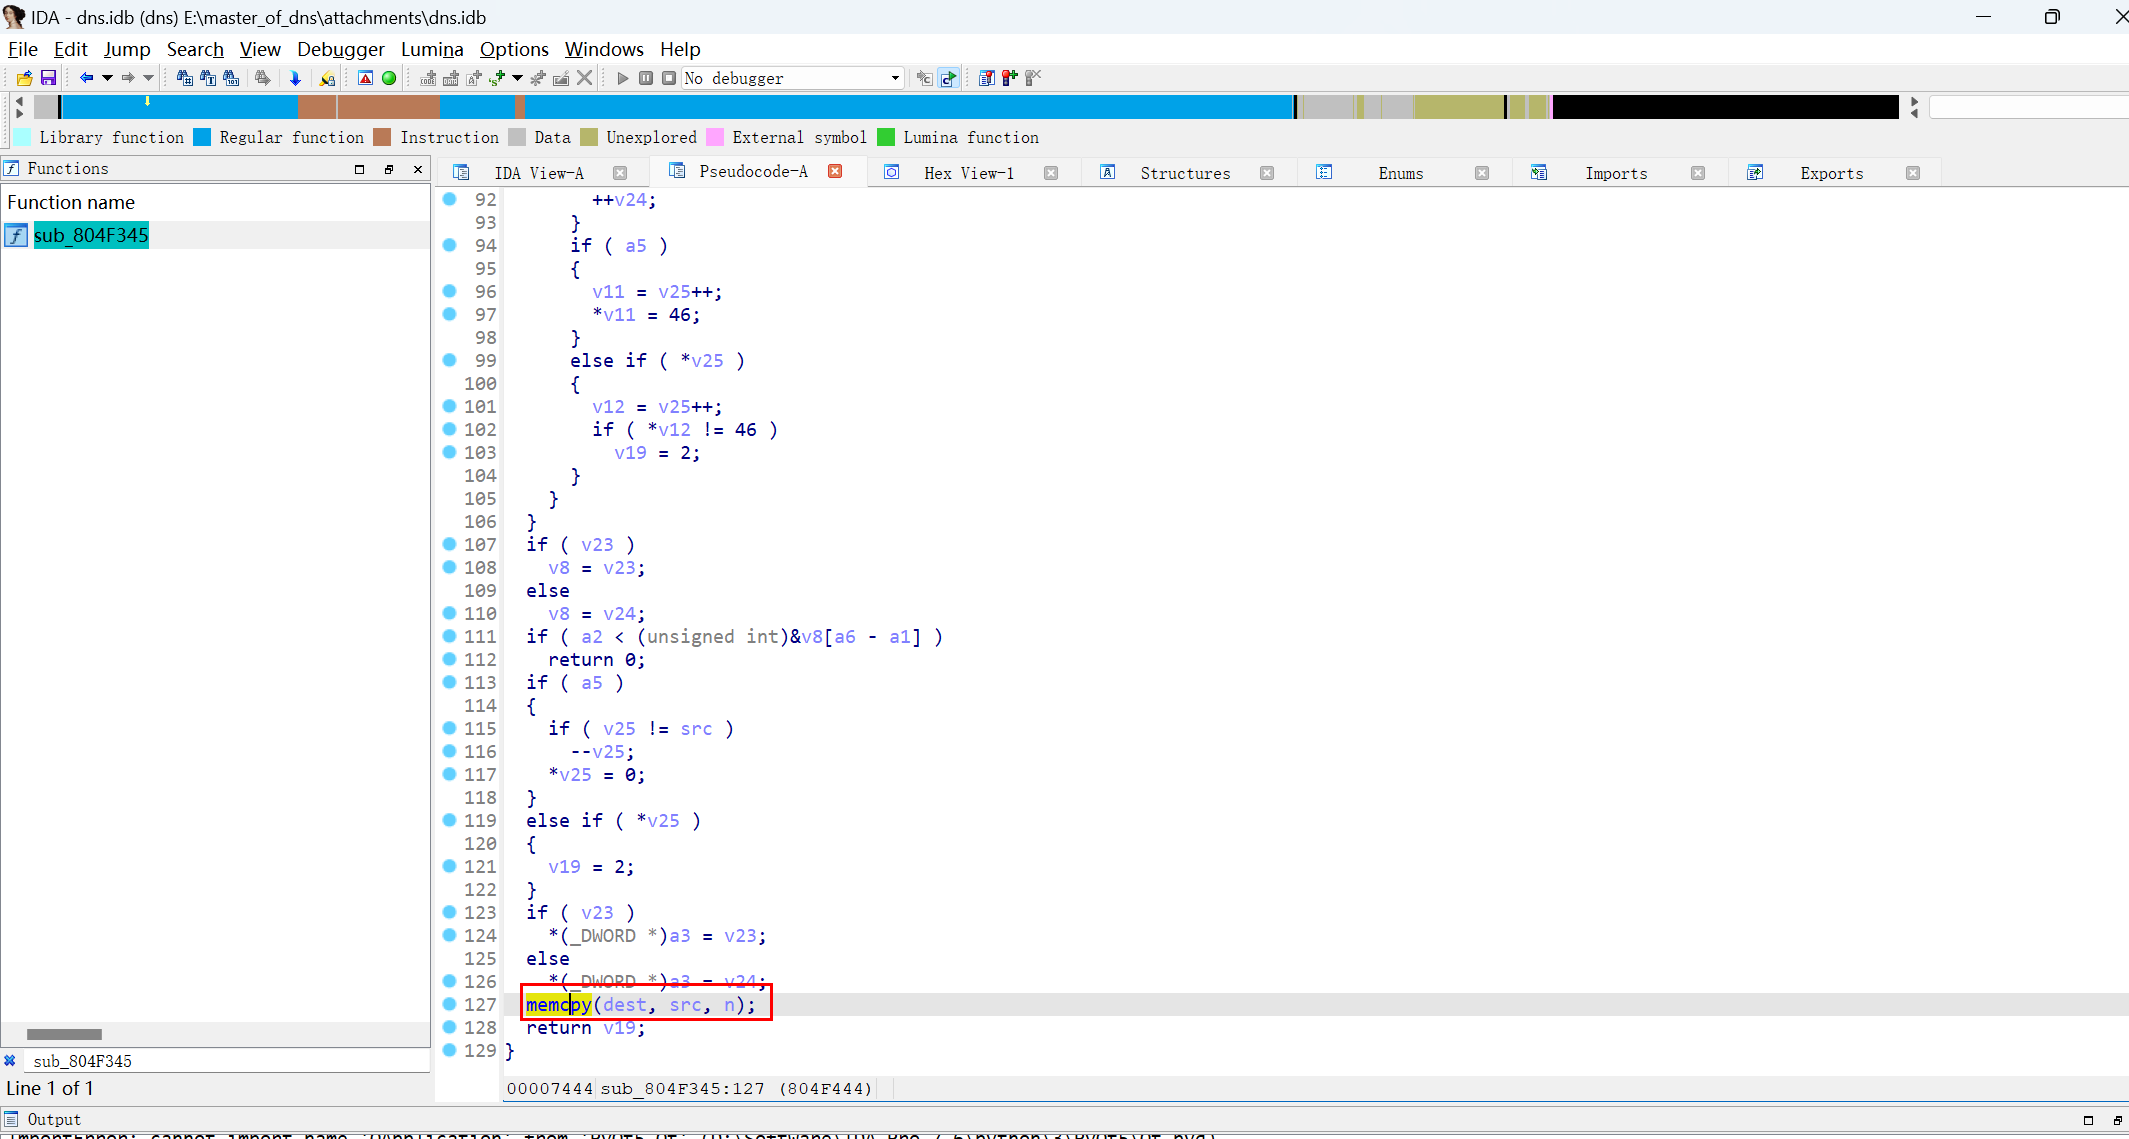 IDA - dns.idb (dns) E:\master_of_dns\attachments\dns.idb
File Edit Jump Search View Debugger Lumina Options Windows Help
No debugger
Library function Regular function Instruction Data Unexplored External symbol Lumina function
Functions
IDA View-A Pseudocode-A Hex View-1 Structures Enums Imports Exports
Function name
sub_804F345
92 ++v24;
93 }
94 if ( a5 )
95 {
96 v11 = v25++;
97 *v11 = 46;
98 }
99 else if ( *v25 )
100 {
101 v12 = v25++;
102 if ( *v12 != 46 )
103 v19 = 2;
104 }
105 }
106 }
107 if ( v23 )
108 v8 = v23;
109 else
110 v8 = v24;
111 if ( a2 < (unsigned int)&v8[a6 - a1] )
112 return 0;
113 if ( a5 )
114 {
115 if ( v25 != src )
116 --v25;
117 *v25 = 0;
118 }
119 else if ( *v25 )
120 {
121 v19 = 2;
122 }
123 if ( v23 )
124 *(_DWORD *)a3 = v23;
125 else
126 *(_DWORD *)a3 = v24;
127 memcpy(dest, src, n);
128 return v19;
129 }
sub_804F345
Line 1 of 1
00007444 sub_804F345:127 (804F444)
Output